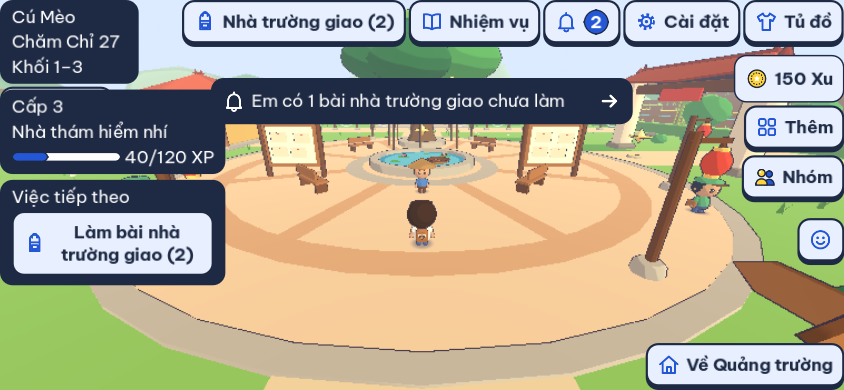 Cú Mèo
Chăm Chỉ 27
Khối 1–3
Nhà trường giao (2)
Nhiệm vụ
2
Cài đặt
Tủ đồ
150 Xu
Em có 1 bài nhà trường giao chưa làm
Cấp 3
Nhà thám hiểm nhí
40/120 XP
Thêm
Nhóm
Việc tiếp theo
Làm bài nhà
trường giao (2)
Về Quảng trường